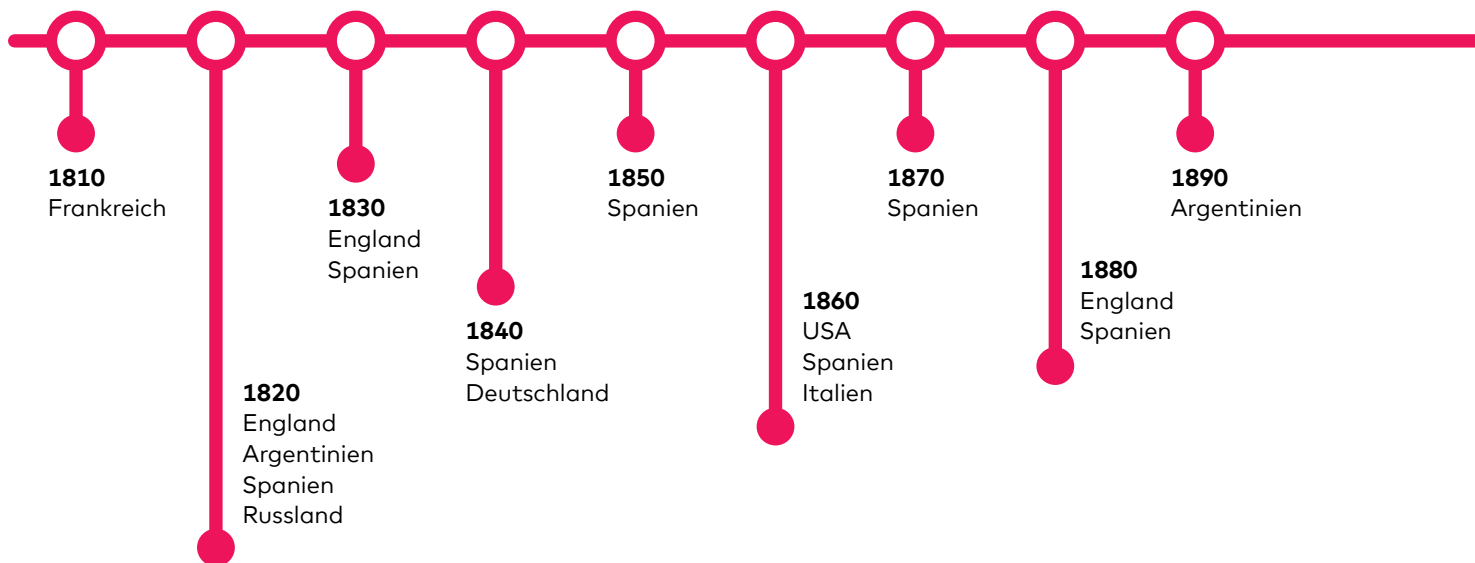 1810
Frankreich
1820
England
Argentinien
Spanien
Russland
1830
England
Spanien
1840
Spanien
Deutschland
1850
Spanien
1860
USA
Spanien
Italien
1870
Spanien
1880
England
Spanien
1890
Argentinien